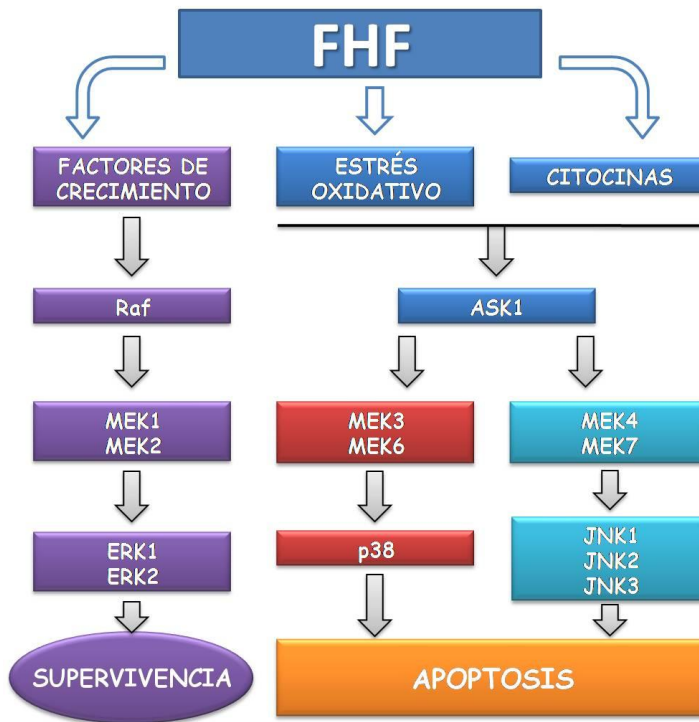 FHF
FACTORES DE
CRECIMIENTO
ESTRÉS
OXIDATIVO
CITOCINAS
Raf
ASK1
MEK1
MEK2
MEK3
MEK6
MEK4
MEK7
ERK1
ERK2
p38
JNK1
JNK2
JNK3
SUPERVIVENCIA
APOPTOSIS